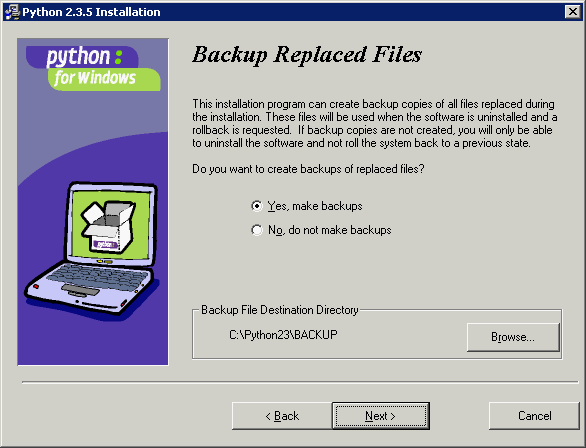 Python 2.3.5 Installation
python:
for Windows
Backup Replaced Files
This installation program can create backup copies of all files replaced during
the installation. These files will be used when the software is uninstalled and a
rollback is requested. If backup copies are not created, you will only be able
to uninstall the software and not roll the system back to a previous state.
Do you want to create backups of replaced files?
Yes, make backups
No, do not make backups
python:
Backup File Destination Directory
C:\Python23\BACKUP
Browse...
< Back
Next >
Cancel